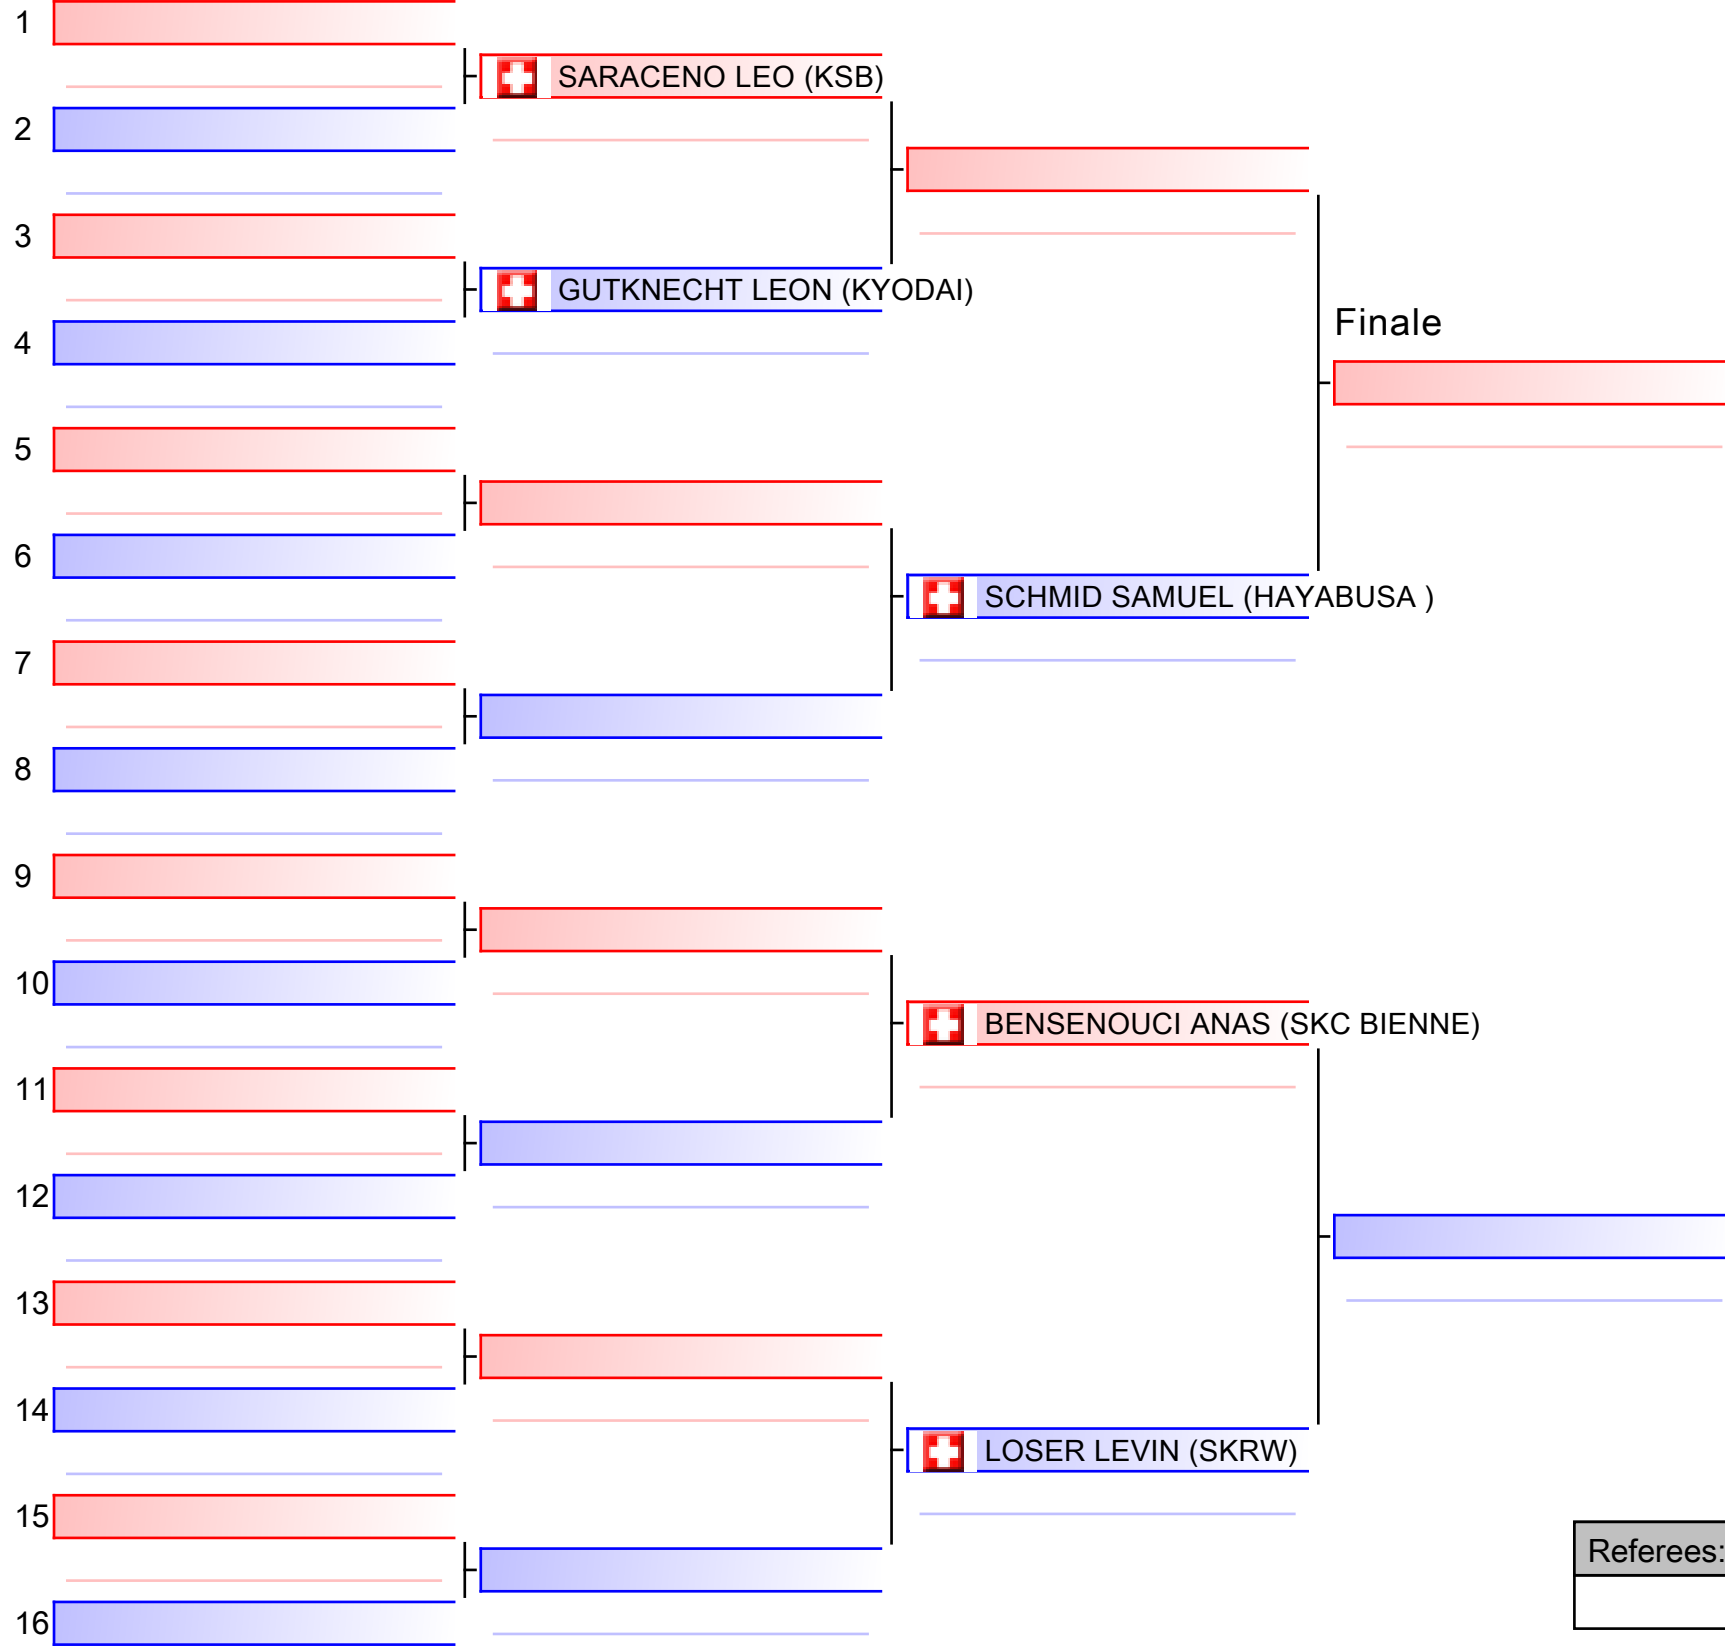 1
SARACENO LEO (KSB)
2
3
GUTKNECHT LEON (KYODAI)
4
Finale
5
6
SCHMID SAMUEL (HAYABUSA )
7
8
9
10
BENSENOUCI ANAS (SKC BIENNE)
11
12
13
14
LOSER LEVIN (SKRW)
15
Referees:
16